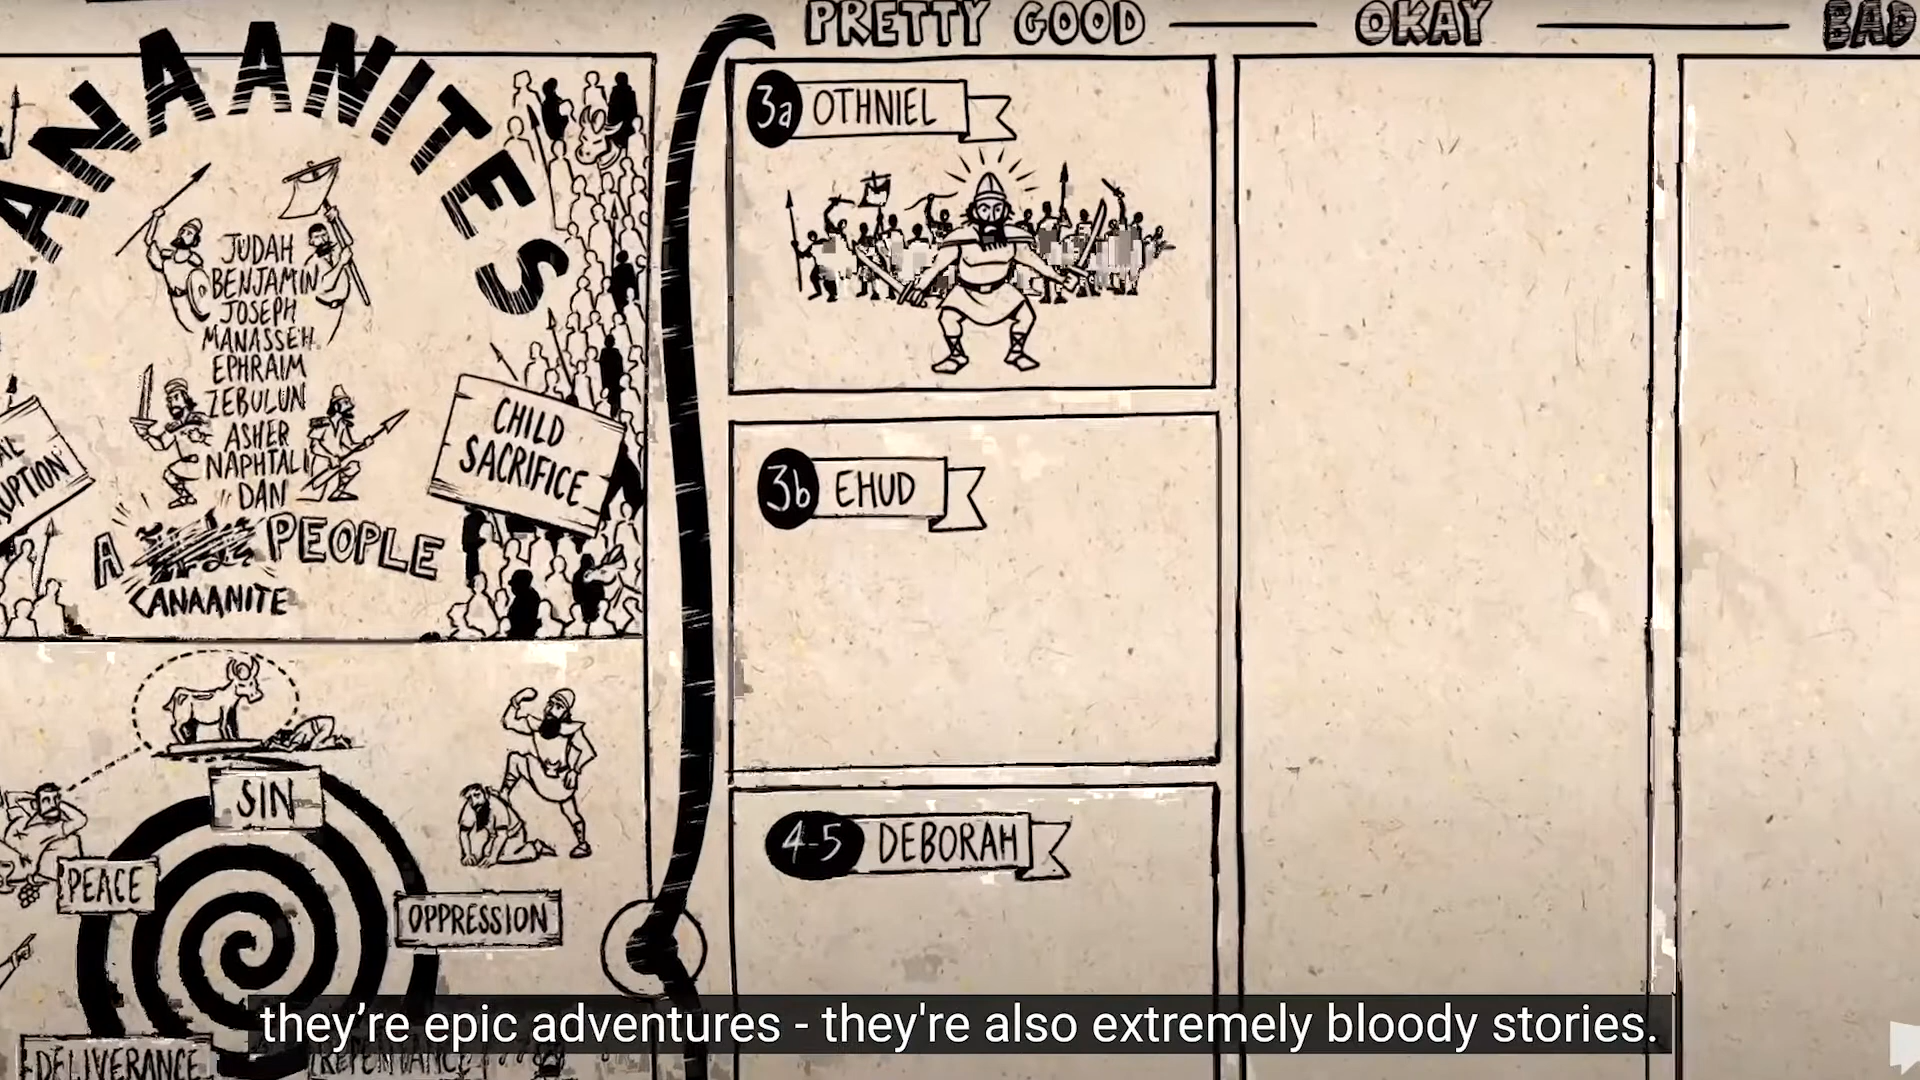 CANAANITES
JUDAH
BENJAMIN
JOSEPH
MANASSEH
EPHRAIM
ZEBULUN
ASHER
NAPHTALI
DAN
A PEOPLE
CANAANITE
CHILD
SACRIFICE
SIN
PEACE
OPPRESSION
DELIVERANCE
REPENTANCE
PRETTY GOOD
OKAY
BAD
3a OTHNIEL
3b EHUD
4-5 DEBORAH
they’re epic adventures - they're also extremely bloody stories.